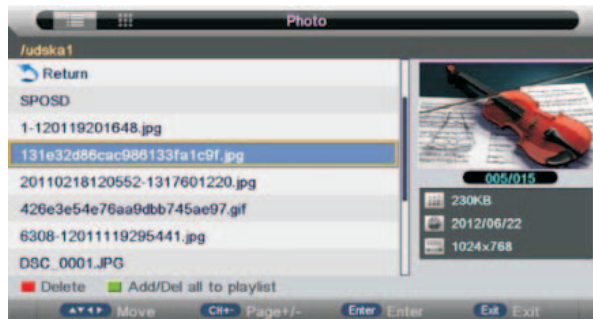 Photo
/udska1
Return
SPOSD
1-120119201648.jpg
131e32d86cac986133fa1c9f.jpg
20110218120552-1317601220.jpg
426e3e54e76aa9dbb745ae97.gif
6308-12011119295441.jpg
DSC_0001.JPG
005/015
230KB
2012/06/22
1024x768
Delete Add/Del all to playlist
Move CH+- Page+/- Enter Enter Exit Exit